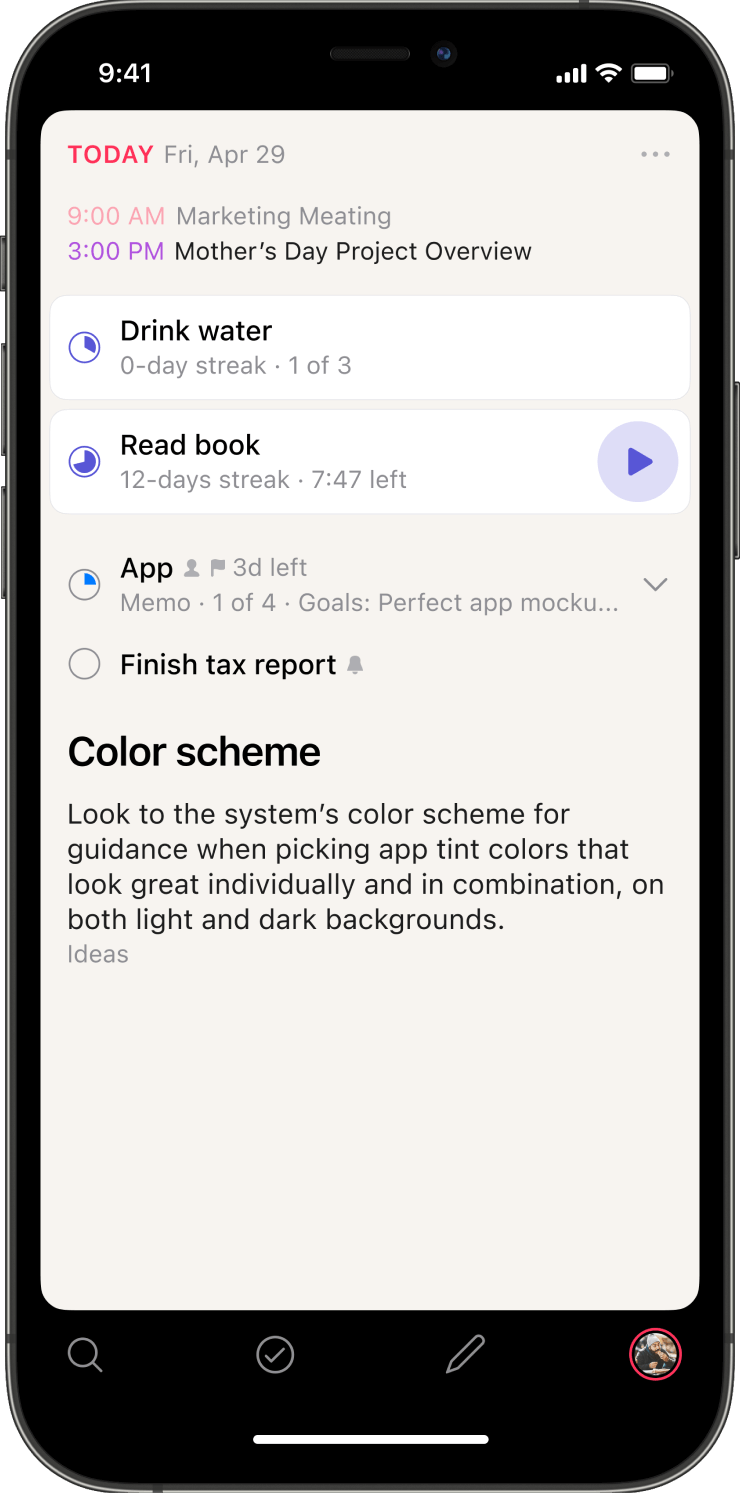 9:41
TODAY Fri, Apr 29
9:00 AM Marketing Meating
3:00 PM Mother’s Day Project Overview
Drink water
0-day streak · 1 of 3
Read book
12-days streak · 7:47 left
App 3d left
Memo · 1 of 4 · Goals: Perfect app mocku...
Finish tax report
Color scheme
Look to the system’s color scheme for
guidance when picking app tint colors that
look great individually and in combination, on
both light and dark backgrounds.
Ideas